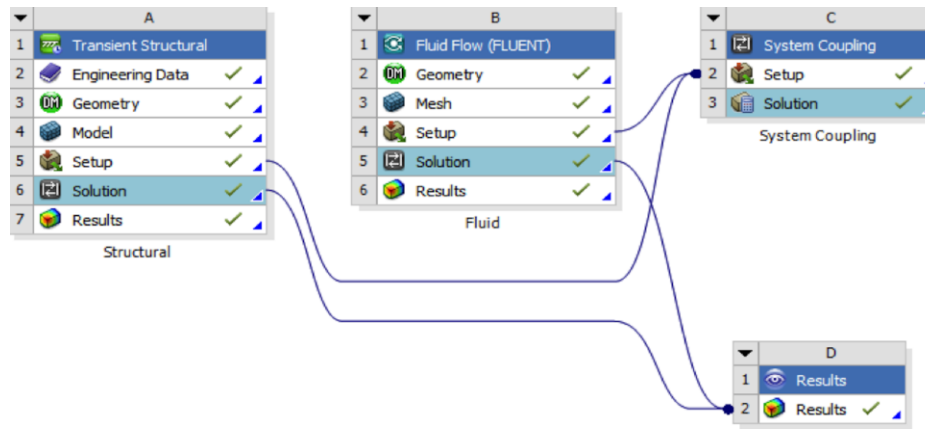 A
1 Transient Structural
2 Engineering Data
3 DM Geometry
4 Model
5 Setup
6 Solution
7 Results
Structural
B
1 Fluid Flow (FLUENT)
2 DM Geometry
3 Mesh
4 Setup
5 Solution
6 Results
Fluid
C
1 System Coupling
2 Setup
3 Solution
System Coupling
D
1 Results
2 Results